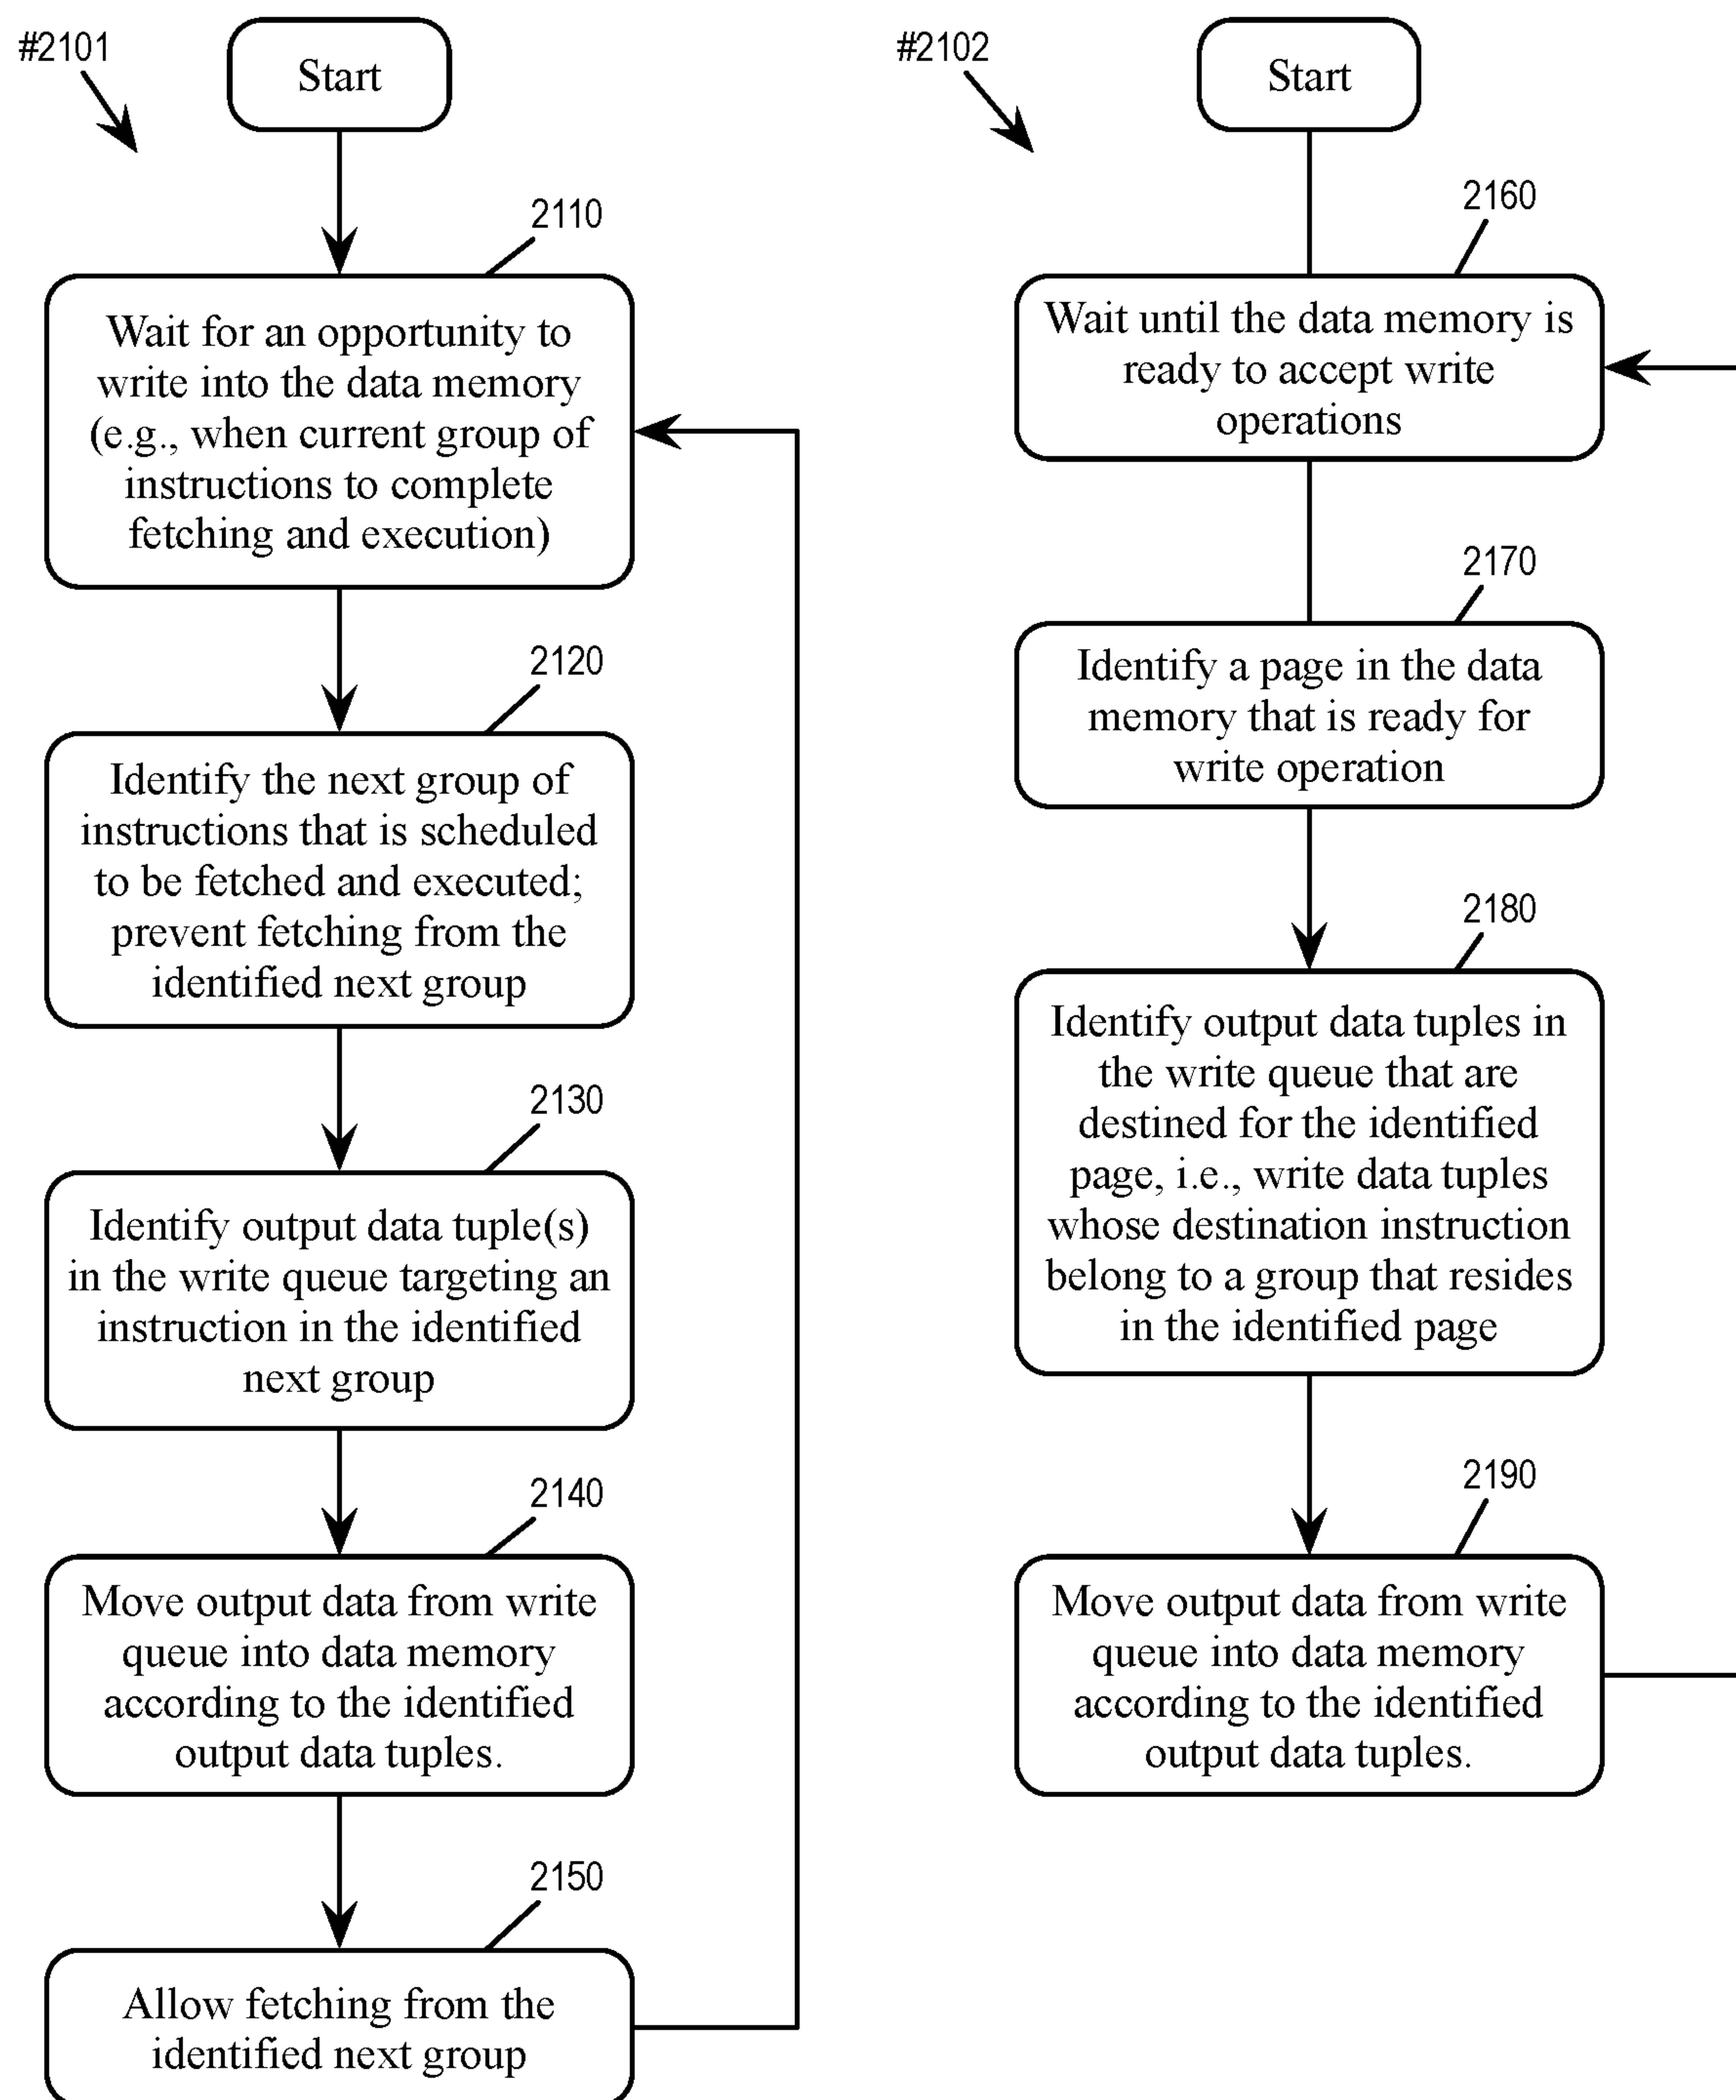 #2101
Start
2110
Wait for an opportunity to
write into the data memory
(e.g., when current group of
instructions to complete
fetching and execution)
2120
Identify the next group of
instructions that is scheduled
to be fetched and executed;
prevent fetching from the
identified next group
2130
Identify output data tuple(s)
in the write queue targeting an
instruction in the identified
next group
2140
Move output data from write
queue into data memory
according to the identified
output data tuples.
2150
Allow fetching from the
identified next group
#2102
Start
2160
Wait until the data memory is
ready to accept write
operations
2170
Identify a page in the data
memory that is ready for
write operation
2180
Identify output data tuples in
the write queue that are
destined for the identified
page, i.e., write data tuples
whose destination instruction
belong to a group that resides
in the identified page
2190
Move output data from write
queue into data memory
according to the identified
output data tuples.